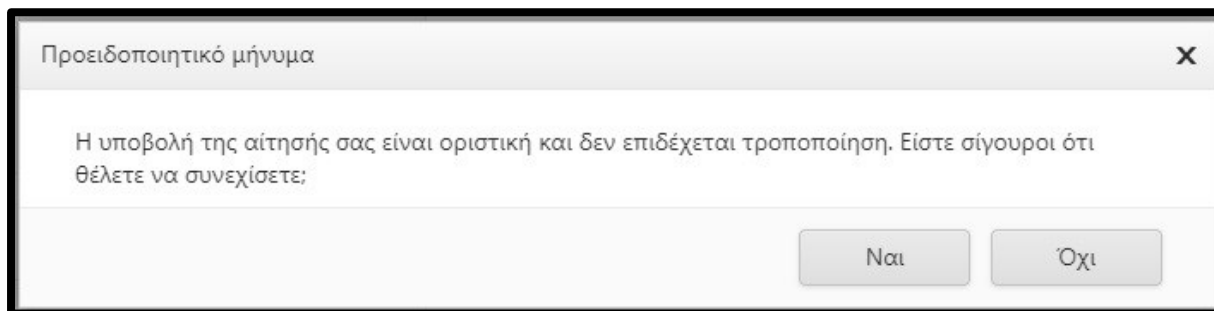 Προειδοποιητικό μήνυμα
x
Η υποβολή της αίτησής σας είναι οριστική και δεν επιδέχεται τροποποίηση. Είστε σίγουροι ότι
θέλετε να συνεχίσετε;
Ναι Όχι